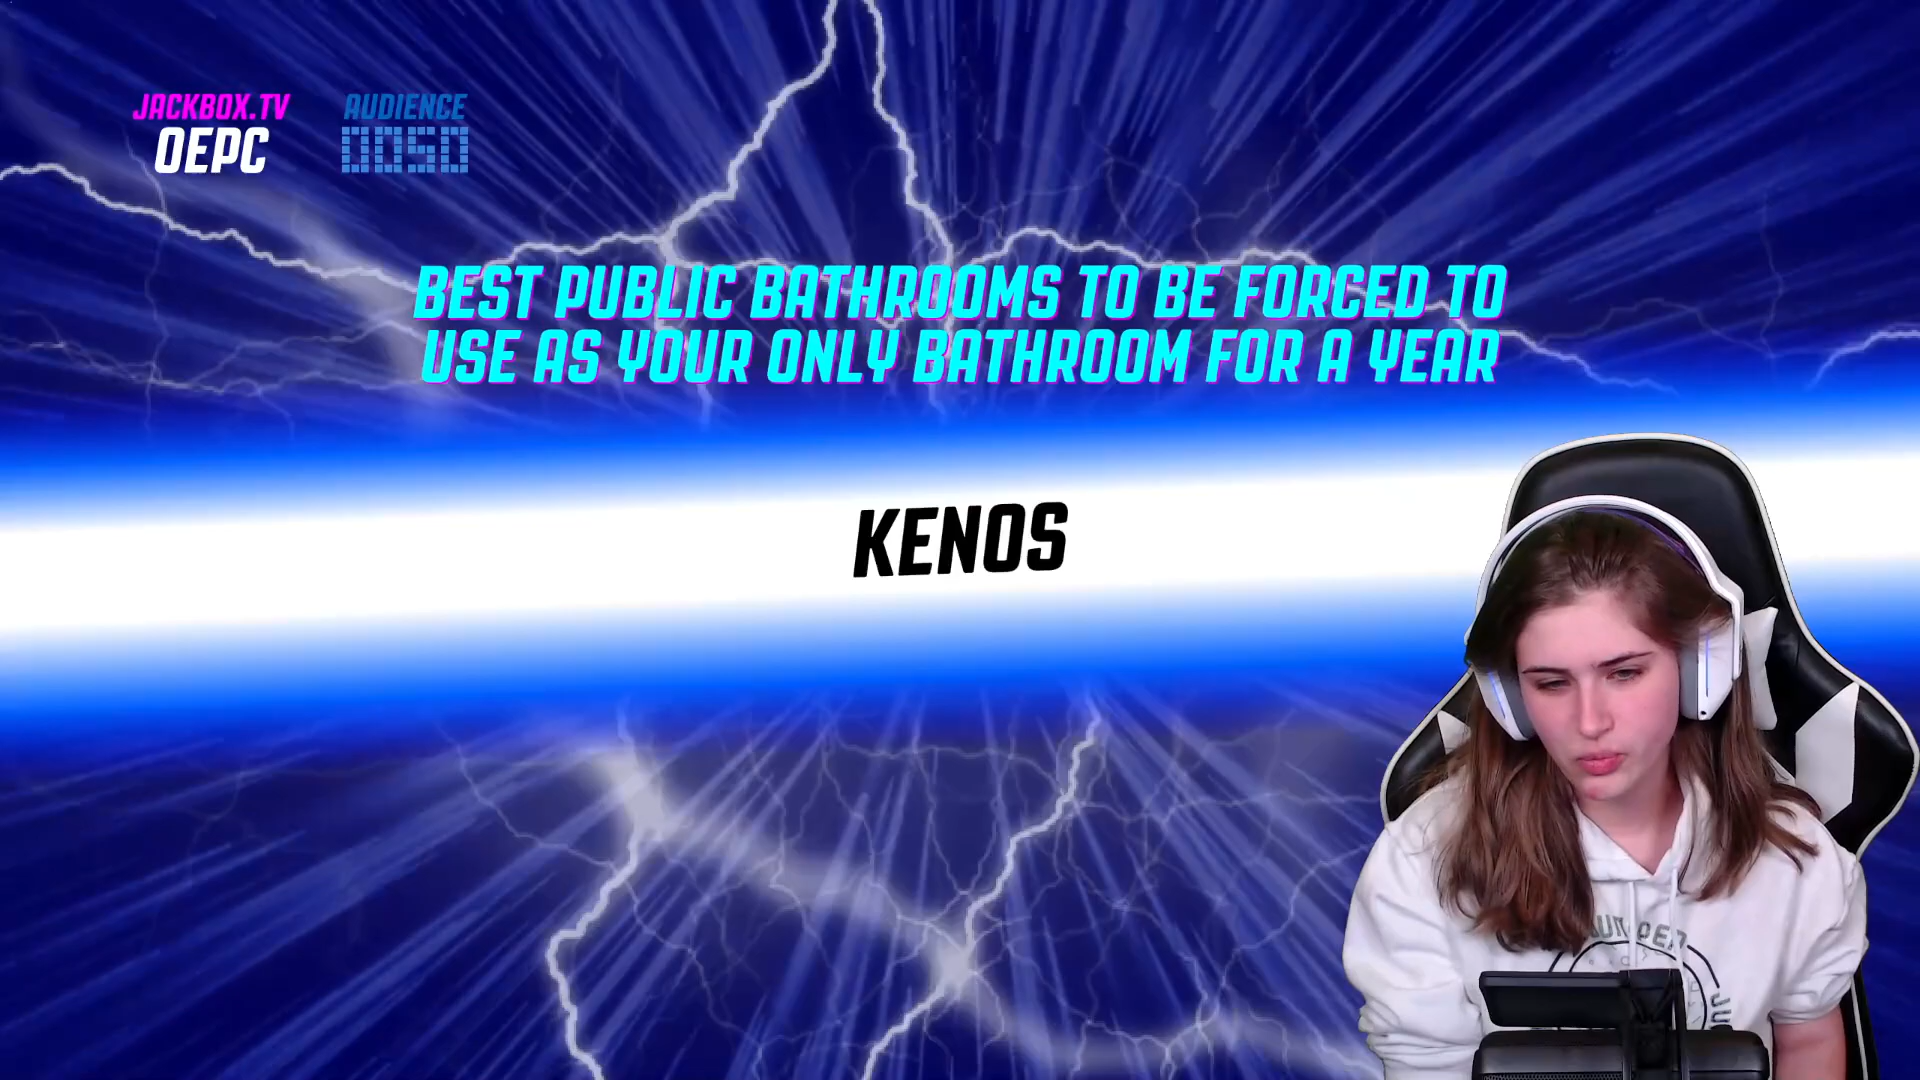 JACKBOX.TV
OEPC
AUDIENCE
0050
BEST PUBLIC BATHROOMS TO BE FORCED TO
USE AS YOUR ONLY BATHROOM FOR A YEAR
KENOS